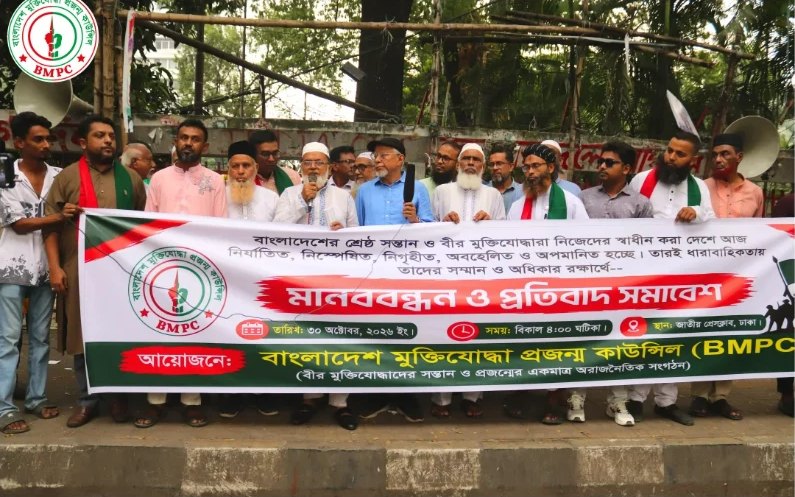 বাংলাদেশ মুক্তিযোদ্ধা প্রজন্ম কাউন্সিল
BMPC
বাংলাদেশের শ্রেষ্ঠ সন্তান ও বীর মুক্তিযোদ্ধারা নিজেদের স্বাধীন করা দেশে আজ
নির্যাতিত, নিস্পেষিত, নিগৃহীত, অবহেলিত ও অপমানিত হচ্ছে। তারই ধারাবাহিকতায়
তাদের সম্মান ও অধিকার রক্ষার্থে--
মানববন্ধন ও প্রতিবাদ সমাবেশ
বাংলাদেশ মুক্তিযোদ্ধা প্রজন্ম কাউন্সিল
BMPC
তারিখ: ৩০ অক্টোবর, ২০২৬ ইং। সময়: বিকাল ৪:০০ ঘটিকা। স্থান: জাতীয় প্রেসক্লাব, ঢাকা।
আয়োজনে: বাংলাদেশ মুক্তিযোদ্ধা প্রজন্ম কাউন্সিল (BMPC
(বীর মুক্তিযোদ্ধাদের সন্তান ও প্রজন্মের একমাত্র অরাজনৈতিক সংগঠন)